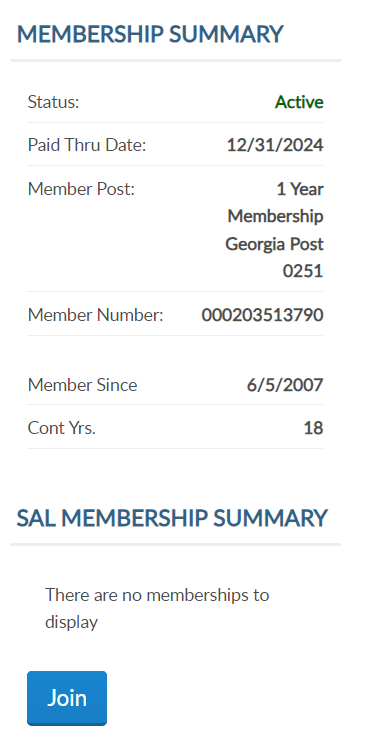 MEMBERSHIP SUMMARY
Status: Active
Paid Thru Date: 12/31/2024
Member Post: 1 Year
Membership
Georgia Post
0251
Member Number: 000203513790
Member Since 6/5/2007
Cont Yrs. 18
SAL MEMBERSHIP SUMMARY
There are no memberships to
display
Join